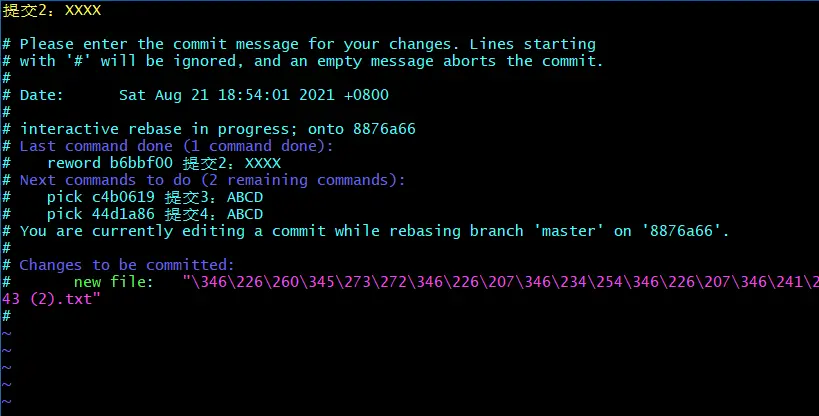 提交2：XXXX

# Please enter the commit message for your changes. Lines starting
# with '#' will be ignored, and an empty message aborts the commit.
#
# Date:      Sat Aug 21 18:54:01 2021 +0800
#
# interactive rebase in progress; onto 8876a66
# Last command done (1 command done):
#    reword b6bbf00 提交2：XXXX
# Next commands to do (2 remaining commands):
#    pick c4b0619 提交3：ABCD
#    pick 44d1a86 提交4：ABCD
# You are currently editing a commit while rebasing branch 'master' on '8876a66'.
#
# Changes to be committed:
#       new file:   "\346\226\260\345\273\272\346\226\207\346\234\254\346\226\207\346\241\2
43 (2).txt"
#
~
~
~
~
~